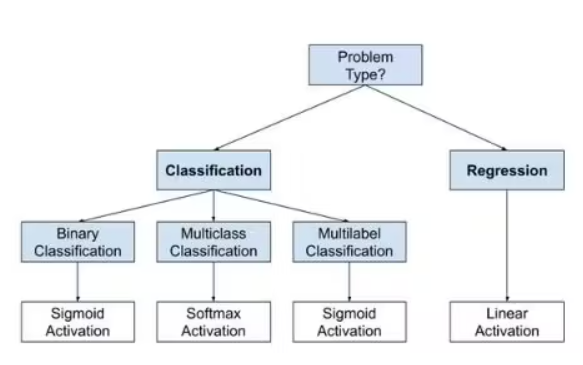 Problem
Type?
Classification
Regression
Binary
Classification
Multiclass
Classification
Multilabel
Classification
Sigmoid
Activation
Softmax
Activation
Sigmoid
Activation
Linear
Activation